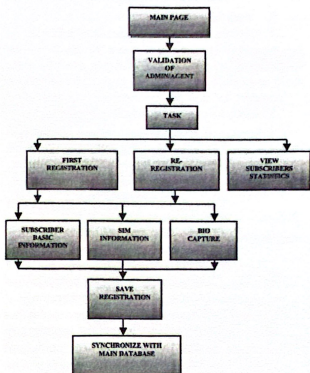 MAIN PAGE
VALIDATION
OF
ADMIN/AGENT
TASK
FIRST
REGISTRATION
RE-
REGISTRATION
VIEW
SUBSCRIBERS
STATISTICS
SUBSCRIBER
BASIC
INFORMATION
SIM
INFORMATION
BIO
CAPTURE
SAVE
REGISTRATION
SYNCHRONIZE WITH
MAIN DATABASE